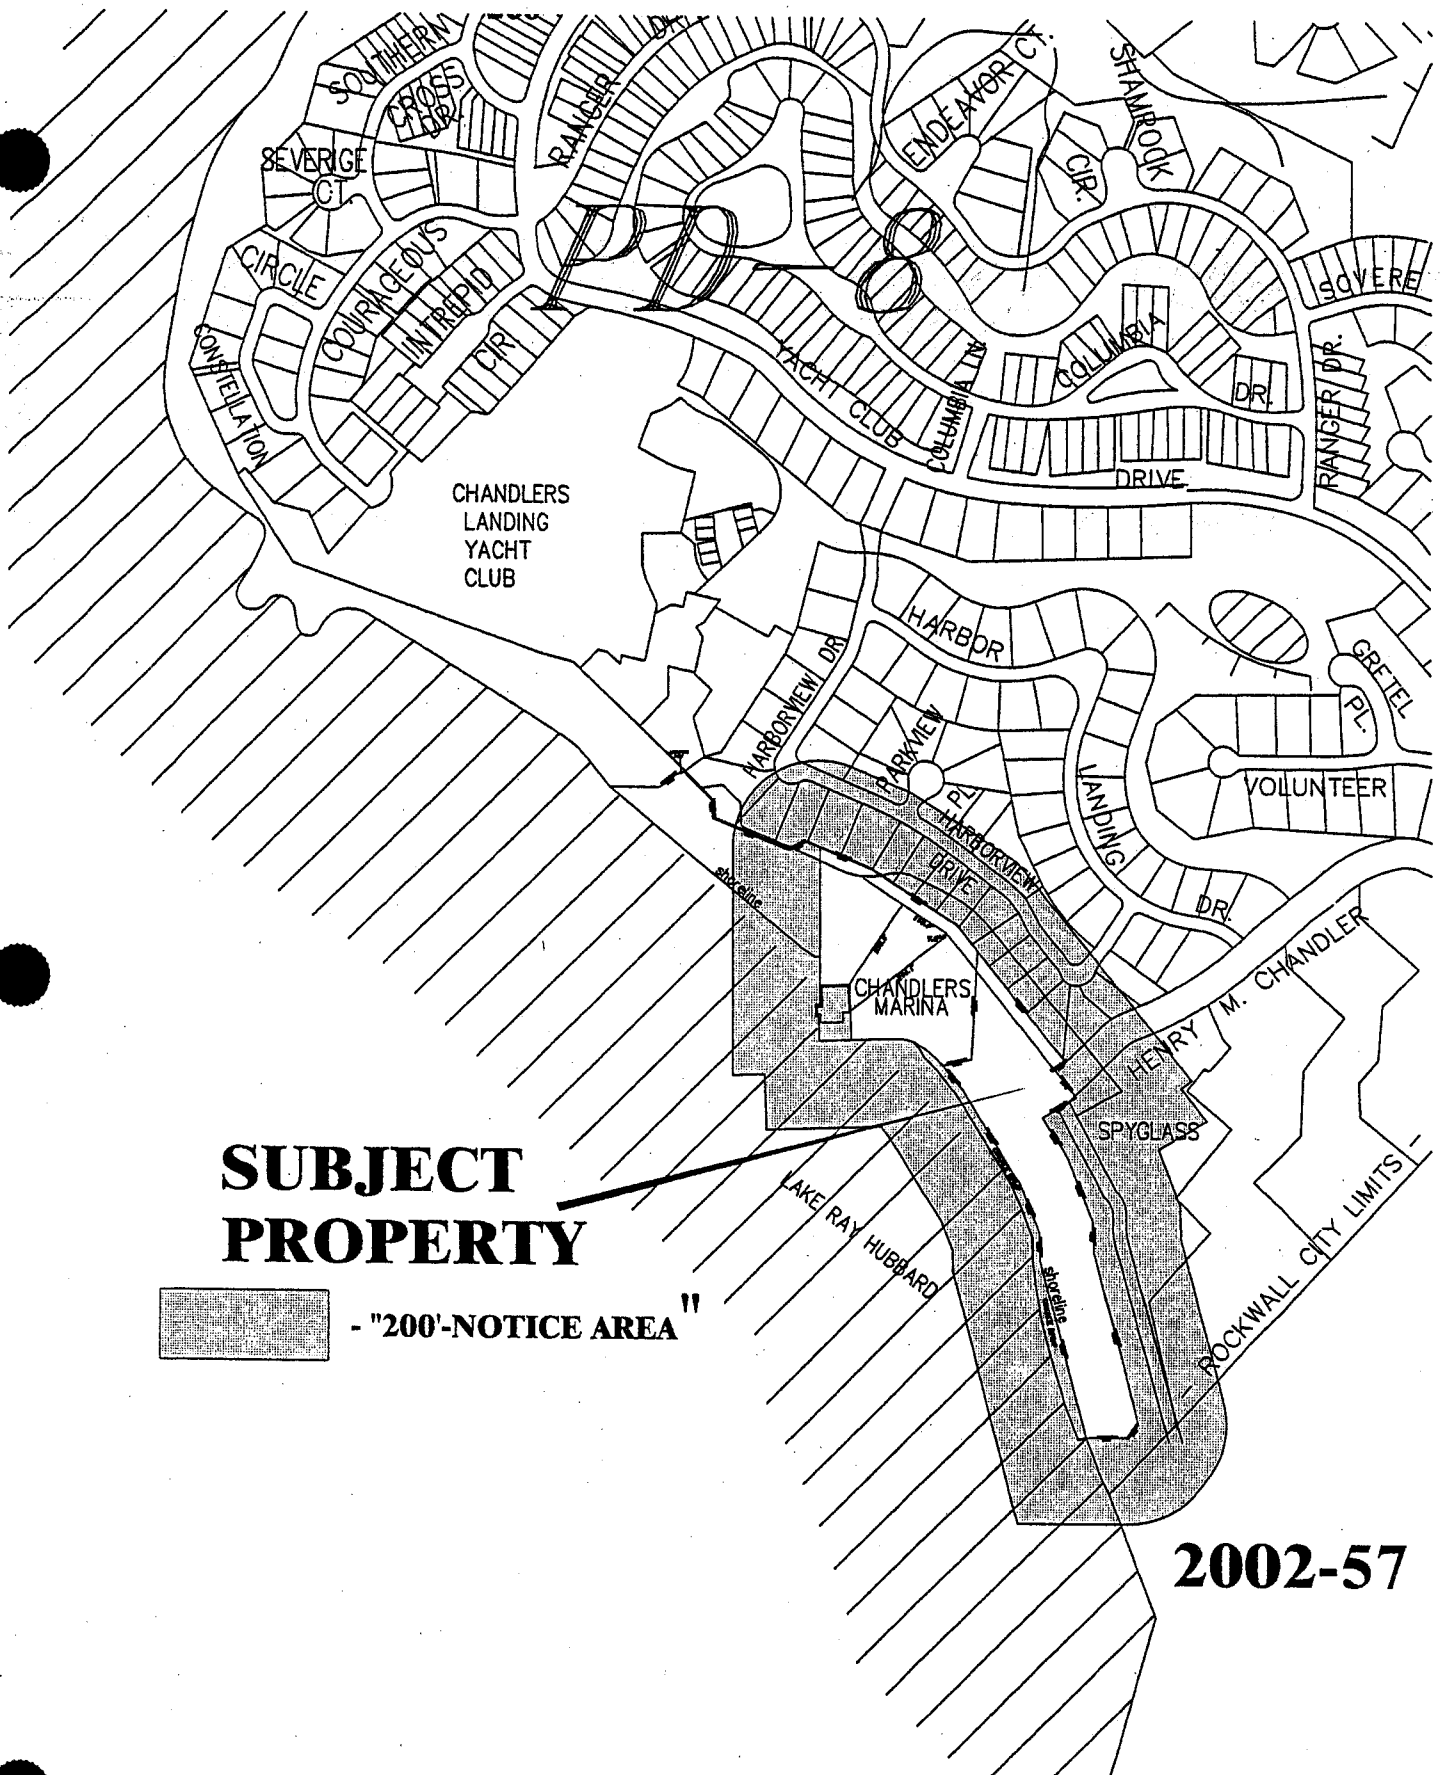 SOUTHERN
CROSS
DR.
RANGER
DR.
ENDEAVOR CT.
SHAMROCK
CIR.
SEVERIGE
CT.
CIRCLE
COURAGEOUS
INTREPID
CIR.
CONSTELLATION
PD
8
SOVERE
YACHT CLUB
COLUMBIA LN
COLUMBIA
DR.
RANGER DR.
DRIVE
CHANDLERS
LANDING
YACHT
CLUB
HARBOR
HARBORVIEW DR
PARKVIEW
PL
GRETEL
PL.
VOLUNTEER
LANDING
DR.
HARBORVIEW
DRIVE
shoreline
HENRY M. CHANDLER
CHANDLERS
MARINA
SPYGLASS
SUBJECT
PROPERTY
LAKE RAY HUBBARD
shoreline
ROCKWALL CITY LIMITS
- "200'-NOTICE AREA"
2002-57